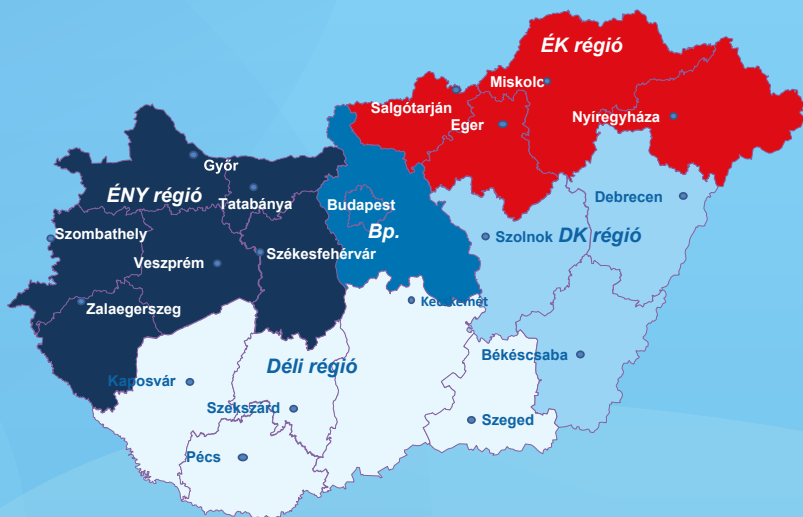 ÉK régió
Miskolc
Salgótarján
Eger
Nyíregyháza
Győr
ÉNY régió
Tatabánya
Budapest
Debrecen
Bp.
Szombathely
Szolnok DK régió
Veszprém
Székesfehérvár
Zalaegerszeg
Kecskemét
Békéscsaba
Déli régió
Kaposvár
Szekszárd
Szeged
Pécs